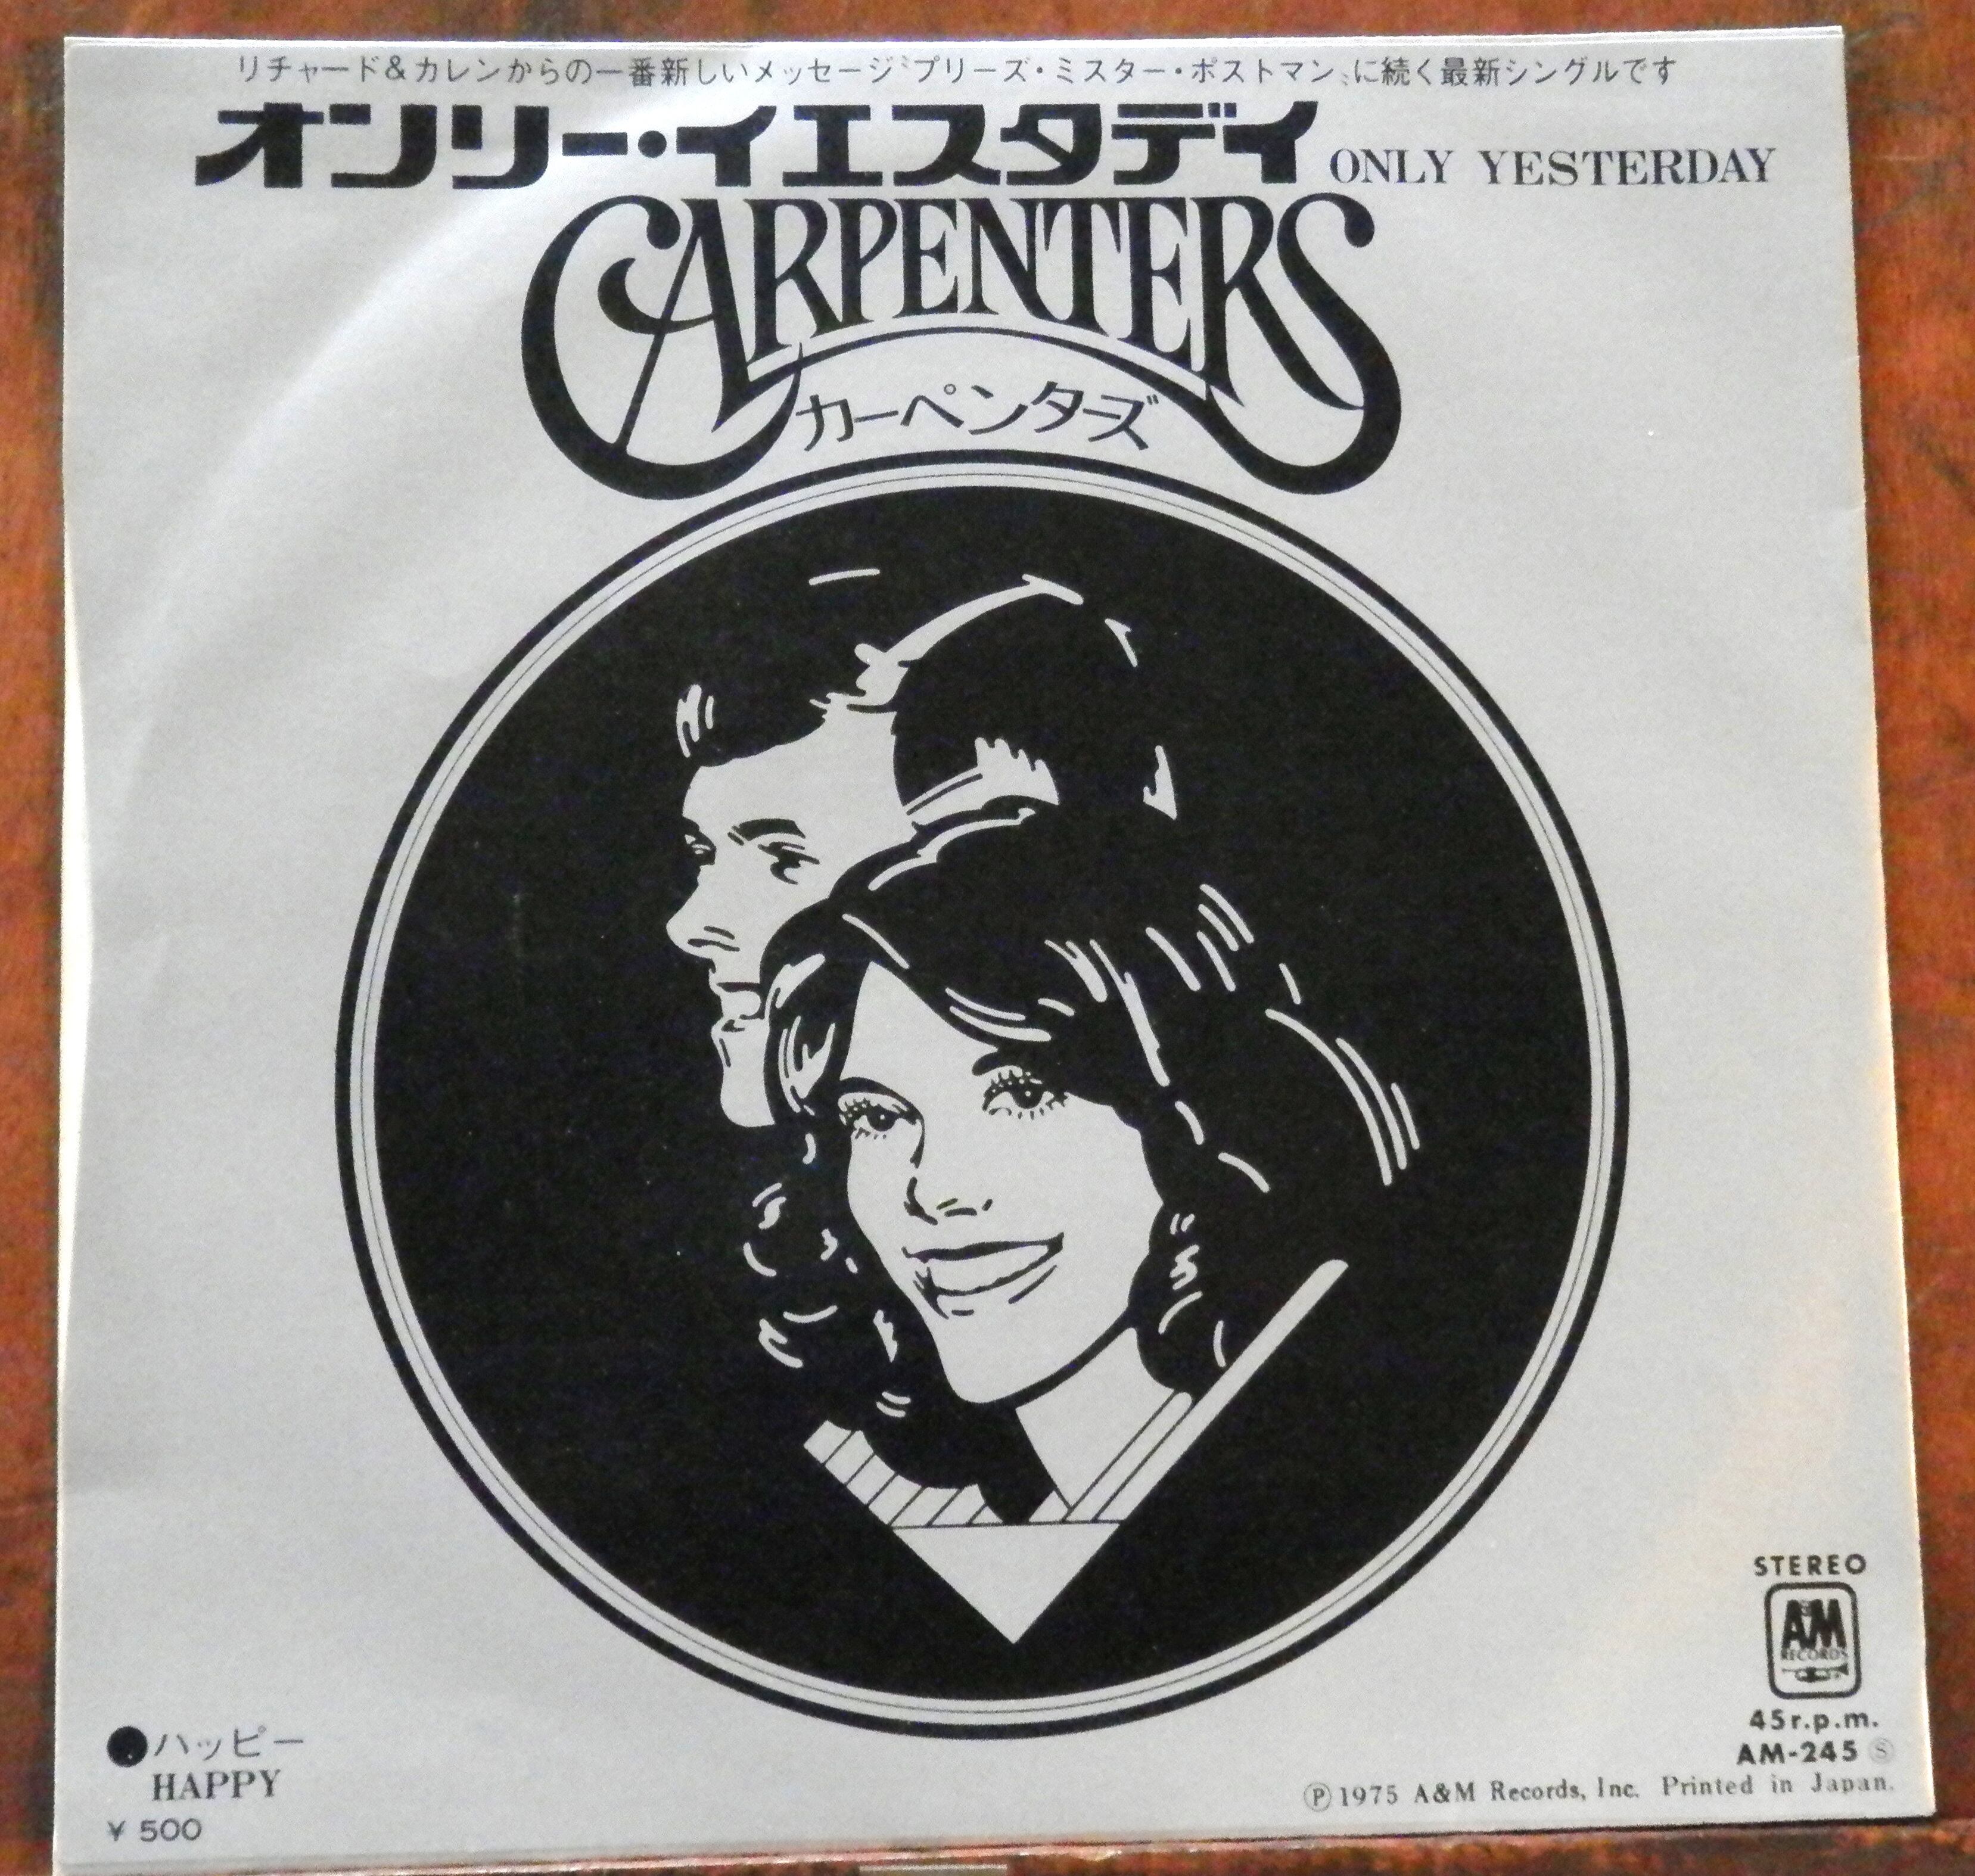 リチャード&カレンからの一番新しいメッセージ〝プリーズ・ミスター・ポストマン〟に続く最新シングルです
オンリー・イエスタデイ ONLY YESTERDAY
CARPENTERS
カーペンターズ
STEREO
A&M
RECORDS
45r.p.m.
AM-245 Ⓢ
●ハッピー
HAPPY
¥ 500
Ⓟ1975 A&M Records, Inc. Printed in Japan.